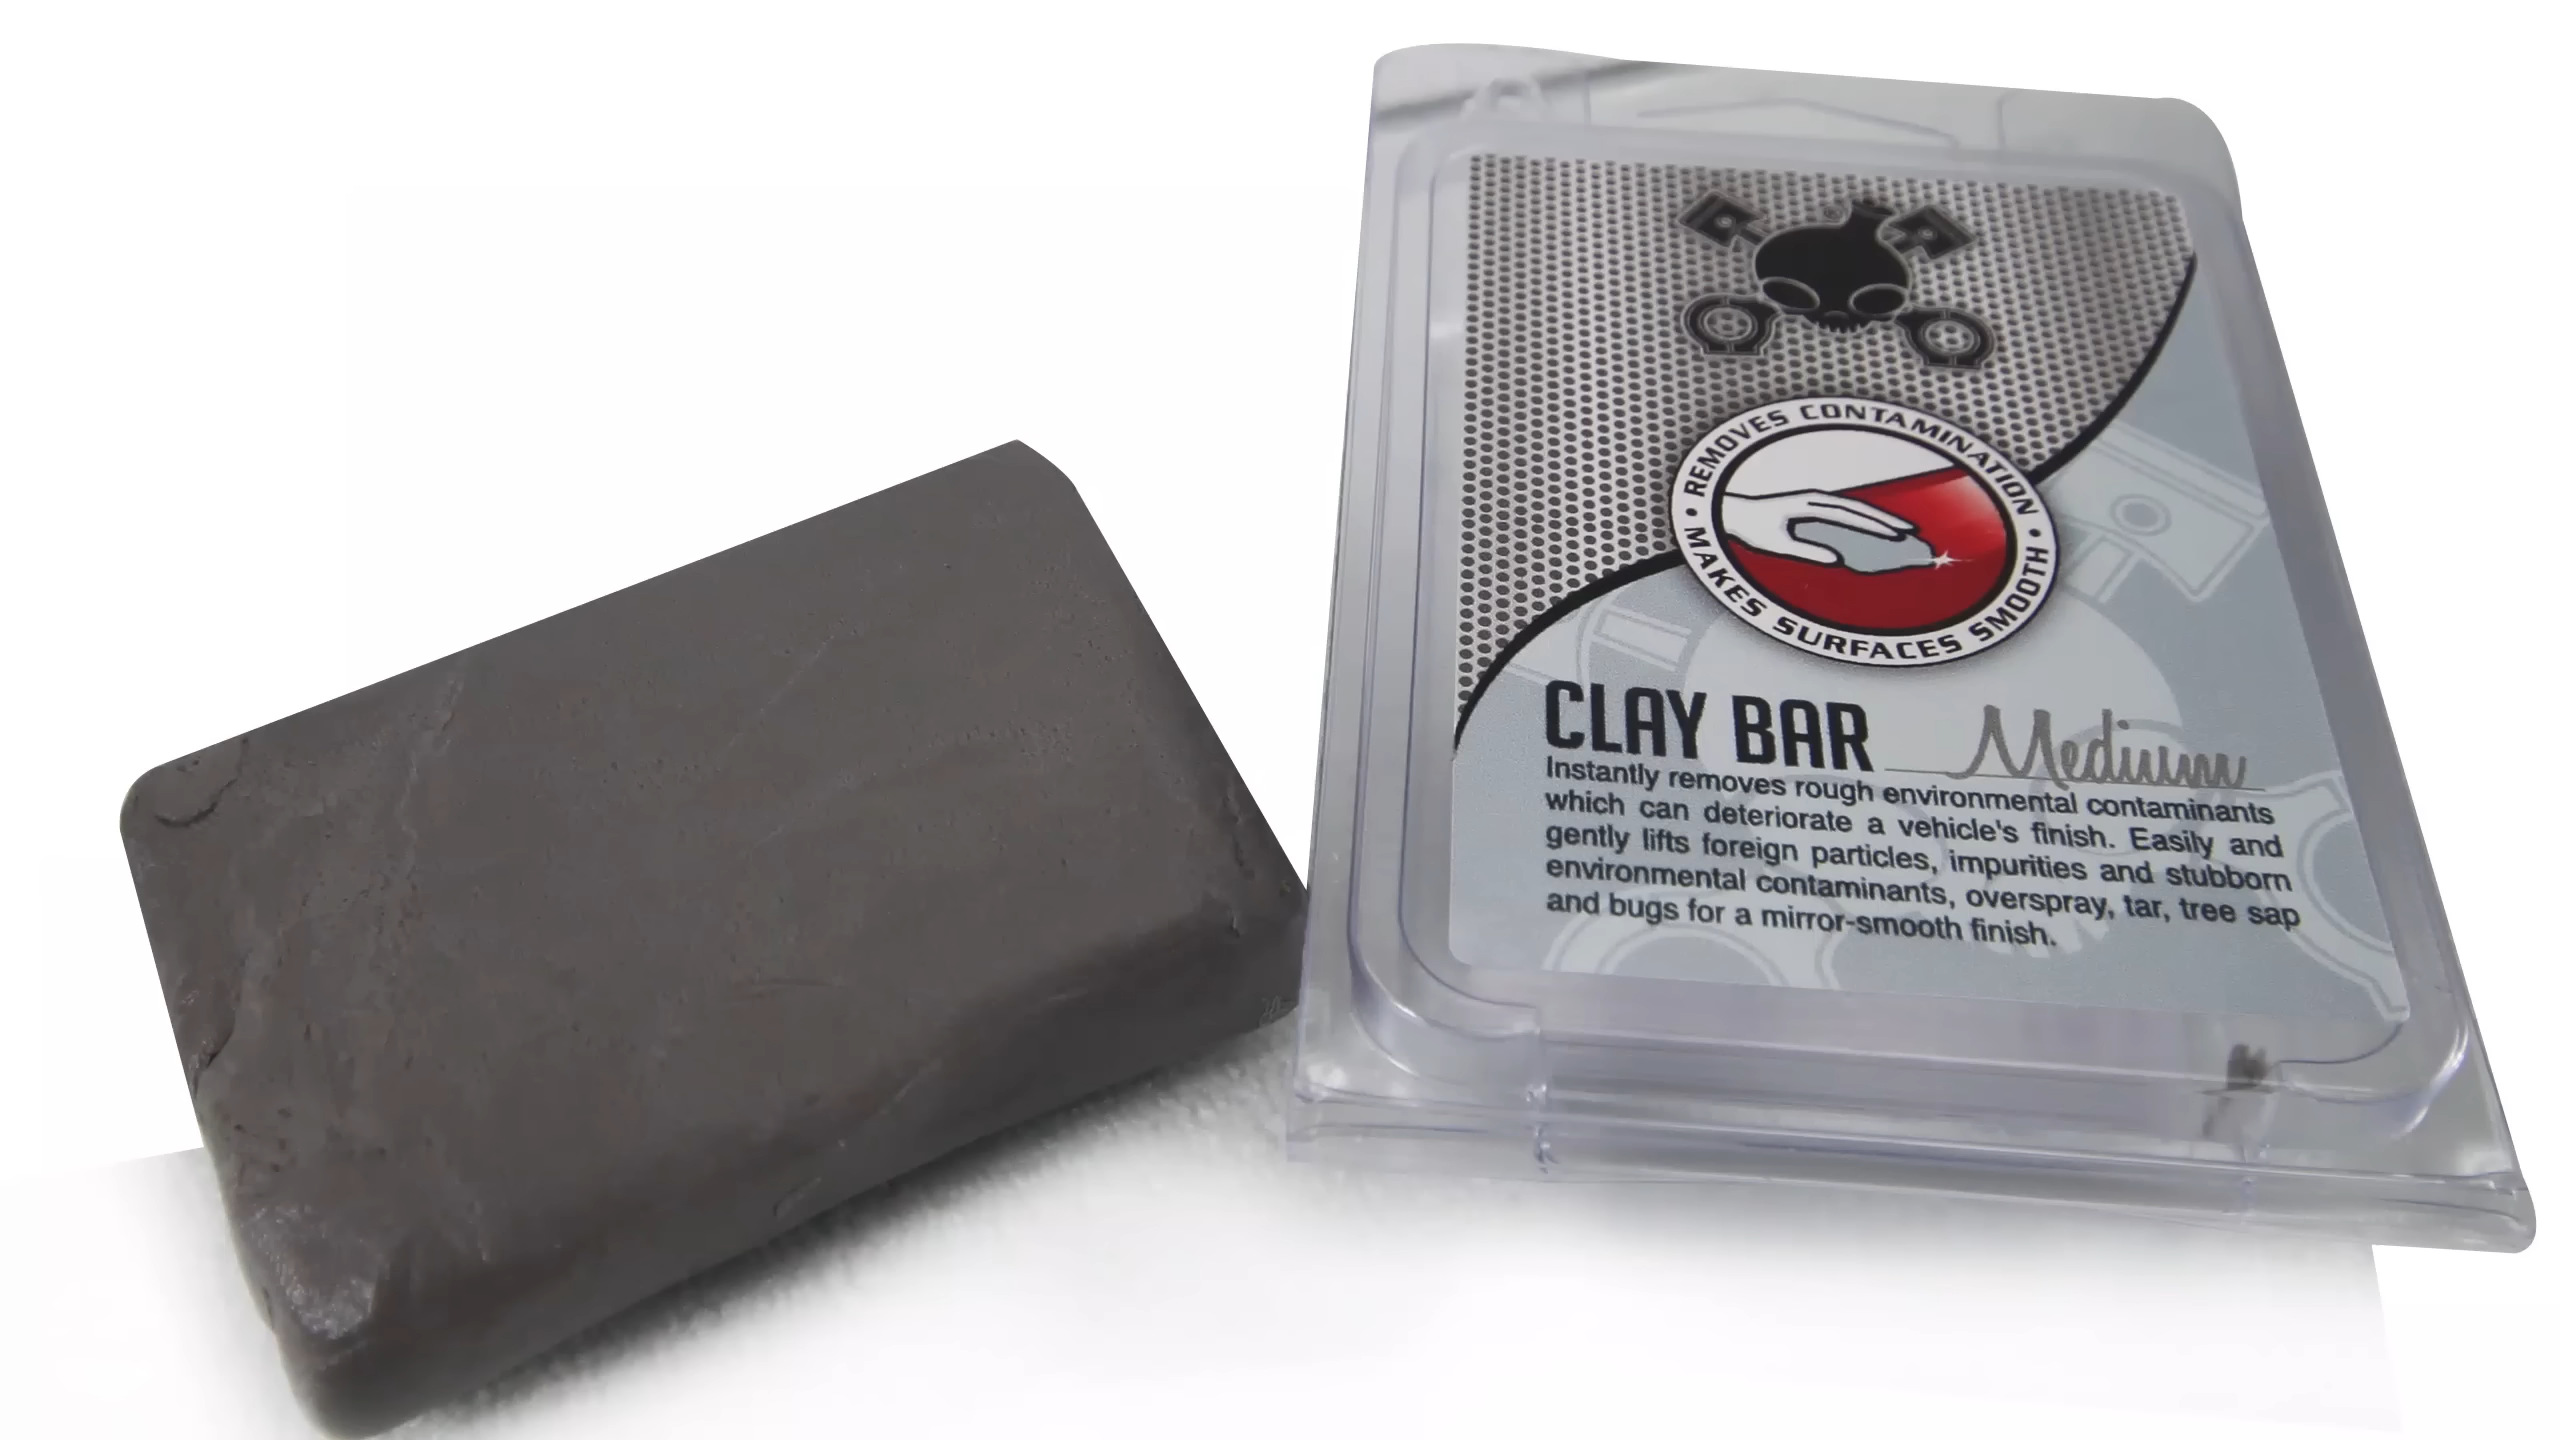 ®
REMOVES CONTAMINATION
• MAKES SURFACES SMOOTH •
CLAY BAR Medium
Instantly removes rough environmental contaminants
which can deteriorate a vehicle's finish. Easily and
gently lifts foreign particles, impurities and stubborn
environmental contaminants, overspray, tar, tree sap
and bugs for a mirror-smooth finish.